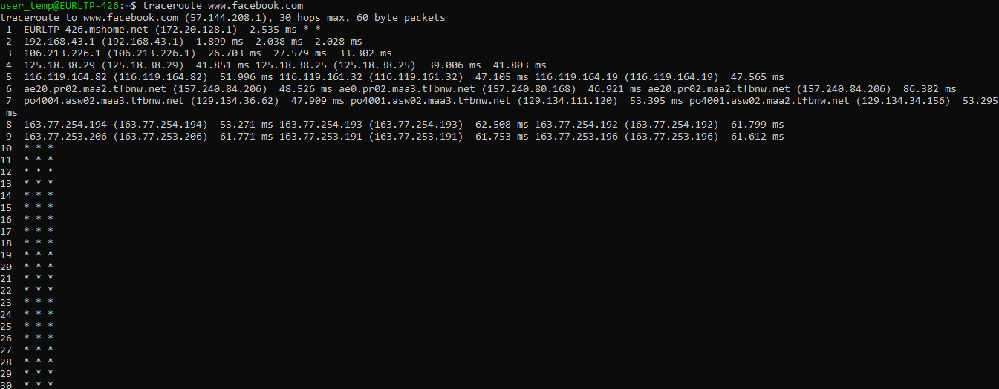 user_temp@EURLTP-426:~$ traceroute www.facebook.com
traceroute to www.facebook.com (57.144.208.1), 30 hops max, 60 byte packets
 1  EURLTP-426.mshome.net (172.20.128.1)  2.535 ms * *
 2  192.168.43.1 (192.168.43.1)  1.899 ms  2.038 ms  2.028 ms
 3  106.213.226.1 (106.213.226.1)  26.703 ms  27.579 ms  33.302 ms
 4  125.18.38.29 (125.18.38.29)  41.851 ms 125.18.38.25 (125.18.38.25)  39.006 ms  41.803 ms
 5  116.119.164.82 (116.119.164.82)  51.996 ms 116.119.161.32 (116.119.161.32)  47.105 ms 116.119.164.19 (116.119.164.19)  47.565 ms
 6  ae20.pr02.maa2.tfbnw.net (157.240.84.206)  48.526 ms ae0.pr02.maa3.tfbnw.net (157.240.80.168)  46.921 ms ae20.pr02.maa2.tfbnw.net (157.240.84.206)  86.382 ms
 7  po4004.asw02.maa3.tfbnw.net (129.134.36.62)  47.909 ms po4001.asw02.maa3.tfbnw.net (129.134.111.120)  53.395 ms po4001.asw02.maa2.tfbnw.net (129.134.34.156)  53.295
ms
 8  163.77.254.194 (163.77.254.194)  53.271 ms 163.77.254.193 (163.77.254.193)  62.508 ms 163.77.254.192 (163.77.254.192)  61.799 ms
 9  163.77.253.206 (163.77.253.206)  61.771 ms 163.77.253.191 (163.77.253.191)  61.753 ms 163.77.253.196 (163.77.253.196)  61.612 ms
10  * * *
11  * * *
12  * * *
13  * * *
14  * * *
15  * * *
16  * * *
17  * * *
18  * * *
19  * * *
20  * * *
21  * * *
22  * * *
23  * * *
24  * * *
25  * * *
26  * * *
27  * * *
28  * * *
29  * * *
30  * * *